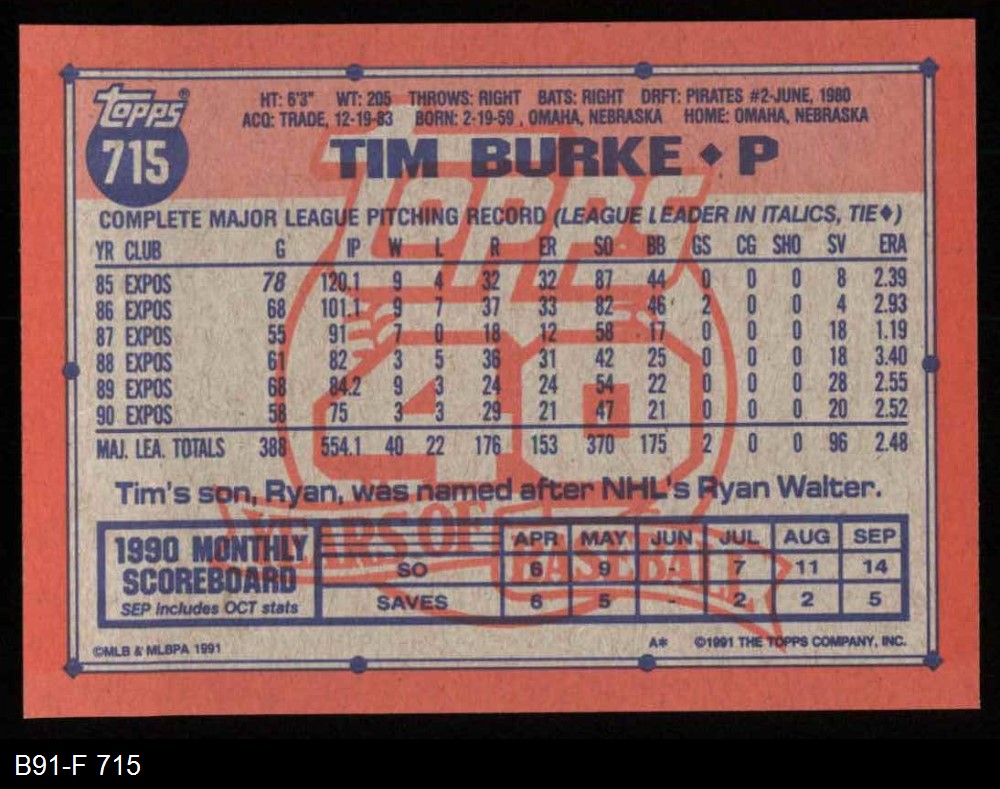 Topps®
715
HT: 6'3" WT: 205 THROWS: RIGHT BATS: RIGHT DRFT: PIRATES #2-JUNE, 1980
ACQ: TRADE, 12-19-83 BORN: 2-19-59 , OMAHA, NEBRASKA HOME: OMAHA, NEBRASKA
TIM BURKE ♦ P
TOPPS
40
YEARS OF
BASEBALL
COMPLETE MAJOR LEAGUE PITCHING RECORD (LEAGUE LEADER IN ITALICS, TIE♦)
YR CLUB G IP W L R ER SO BB GS CG SHO SV ERA
85 EXPOS 78 120.1 9 4 32 32 87 44 0 0 0 8 2.39
86 EXPOS 68 101.1 9 7 37 33 82 46 2 0 0 4 2.93
87 EXPOS 55 91 7 0 18 12 58 17 0 0 0 18 1.19
88 EXPOS 61 82 3 5 36 31 42 25 0 0 0 18 3.40
89 EXPOS 68 84.2 9 3 24 24 54 22 0 0 0 28 2.55
90 EXPOS 58 75 3 3 29 21 47 21 0 0 0 20 2.52
MAJ. LEA. TOTALS 388 554.1 40 22 176 153 370 175 2 0 0 96 2.48
Tim's son, Ryan, was named after NHL's Ryan Walter.
1990 MONTHLY
SCOREBOARD
SEP includes OCT stats
APR MAY JUN JUL AUG SEP
SO 6 9 - 7 11 14
SAVES 6 5 - 2 2 5
©MLB & MLBPA 1991 A* ©1991 THE TOPPS COMPANY, INC.
B91-F 715